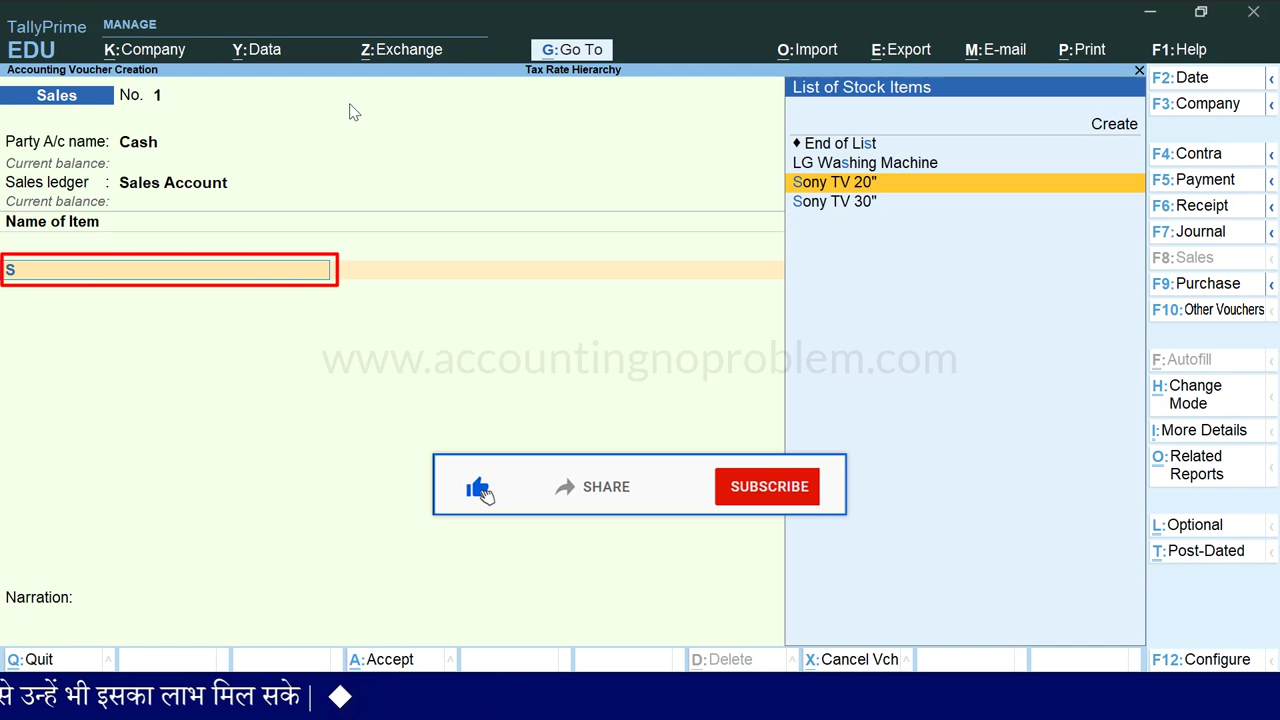 TallyPrime
EDU
MANAGE
K:Company
Y:Data
Z:Exchange
G:Go To
O:Import
E:Export
M:E-mail
P:Print
F1:Help
Accounting Voucher Creation
Tax Rate Hierarchy
Sales
No. 1
Party A/c name: Cash
Current balance:
Sales ledger : Sales Account
Current balance:
Name of Item
S
Narration:
List of Stock Items
Create
♦ End of List
LG Washing Machine
Sony TV 20"
Sony TV 30"
www.accountingnoproblem.com
SHARE
SUBSCRIBE
F2:Date
F3:Company
F4:Contra
F5:Payment
F6:Receipt
F7:Journal
F8:Sales
F9:Purchase
F10:Other Vouchers
F:Autofill
H:Change
Mode
I:More Details
O:Related
Reports
L:Optional
T:Post-Dated
Q:Quit
A:Accept
D:Delete
X:Cancel Vch
F12:Configure
से उन्हें भी इसका लाभ मिल सके | ◆